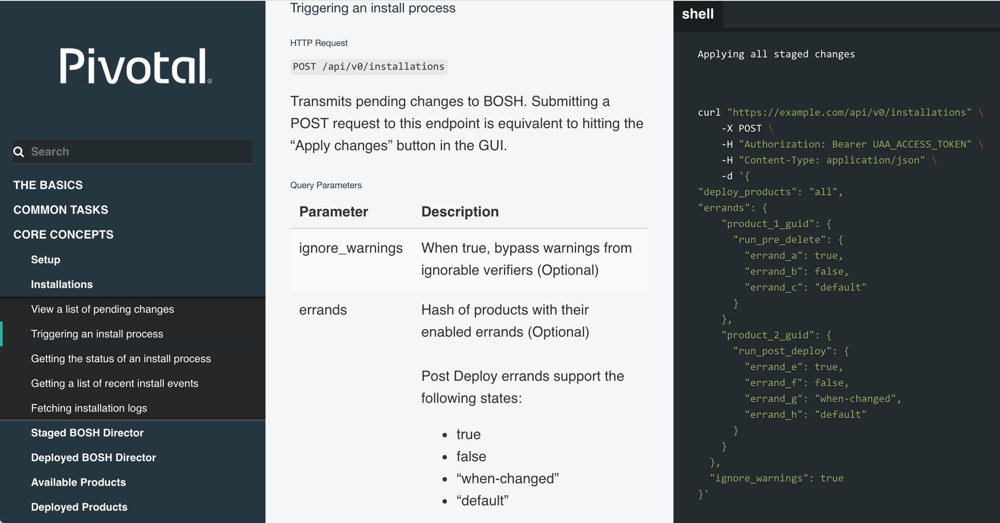 Pivotal®
Search
THE BASICS
COMMON TASKS
CORE CONCEPTS
Setup
Installations
View a list of pending changes
Triggering an install process
Getting the status of an install process
Getting a list of recent install events
Fetching installation logs
Staged BOSH Director
Deployed BOSH Director
Available Products
Deployed Products
Triggering an install process
HTTP Request
POST /api/v0/installations
Transmits pending changes to BOSH. Submitting a
POST request to this endpoint is equivalent to hitting the
“Apply changes” button in the GUI.
Query Parameters
Parameter Description
ignore_warnings When true, bypass warnings from
ignorable verifiers (Optional)
errands Hash of products with their
enabled errands (Optional)
Post Deploy errands support the
following states:
• true
• false
• “when-changed”
• “default”
shell
Applying all staged changes
curl "https://example.com/api/v0/installations" \
    -X POST \
    -H "Authorization: Bearer UAA_ACCESS_TOKEN" \
    -H "Content-Type: application/json" \
    -d '{
"deploy_products": "all",
"errands": {
    "product_1_guid": {
      "run_pre_delete": {
        "errand_a": true,
        "errand_b": false,
        "errand_c": "default"
      }
    },
    "product_2_guid": {
      "run_post_deploy": {
        "errand_e": true,
        "errand_f": false,
        "errand_g": "when-changed",
        "errand_h": "default"
      }
    }
  },
  "ignore_warnings": true
}'